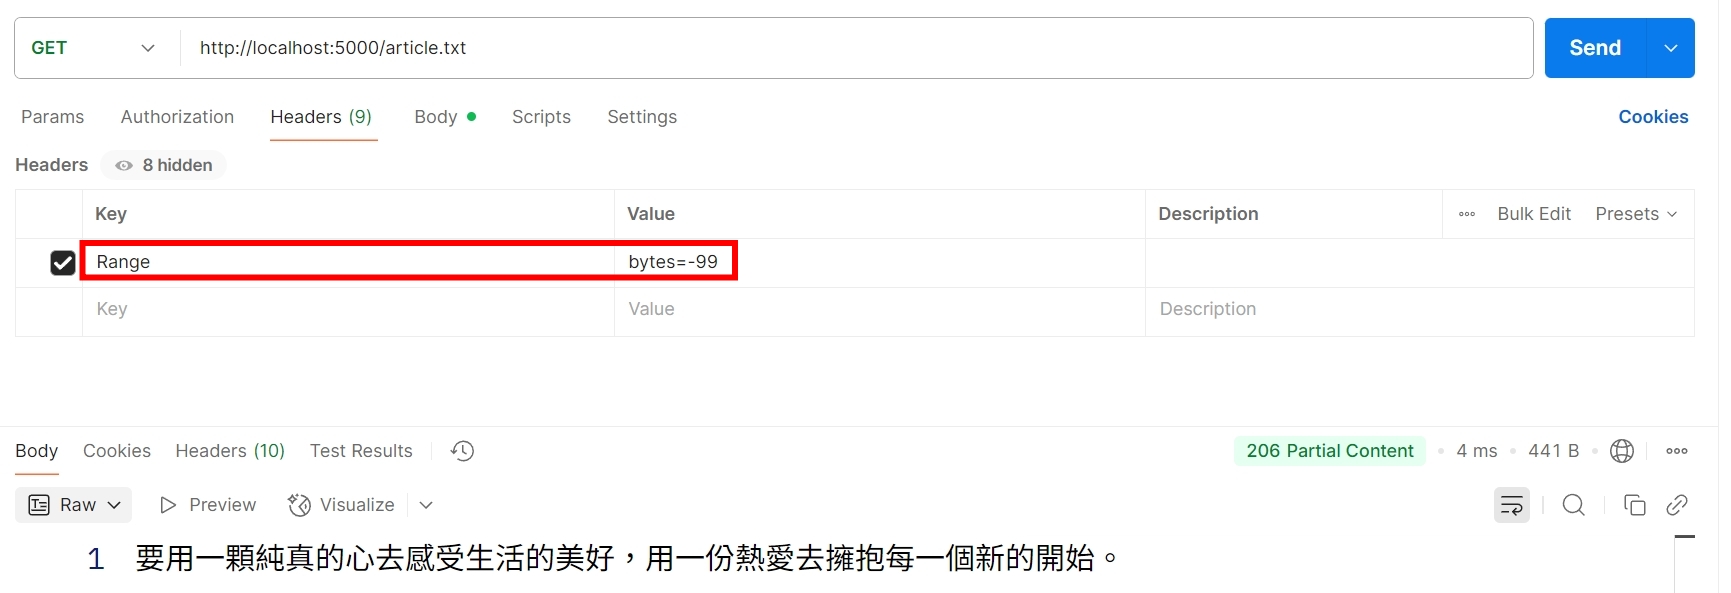 GET http://localhost:5000/article.txt Send
Params Authorization Headers (9) Body Scripts Settings Cookies
Headers 8 hidden
Key Value Description Bulk Edit Presets
Range bytes=-99
Key Value Description
Body Cookies Headers (10) Test Results 206 Partial Content • 4 ms • 441 B
Raw Preview Visualize
1 要用一顆純真的心去感受生活的美好，用一份熱愛去擁抱每一個新的開始。